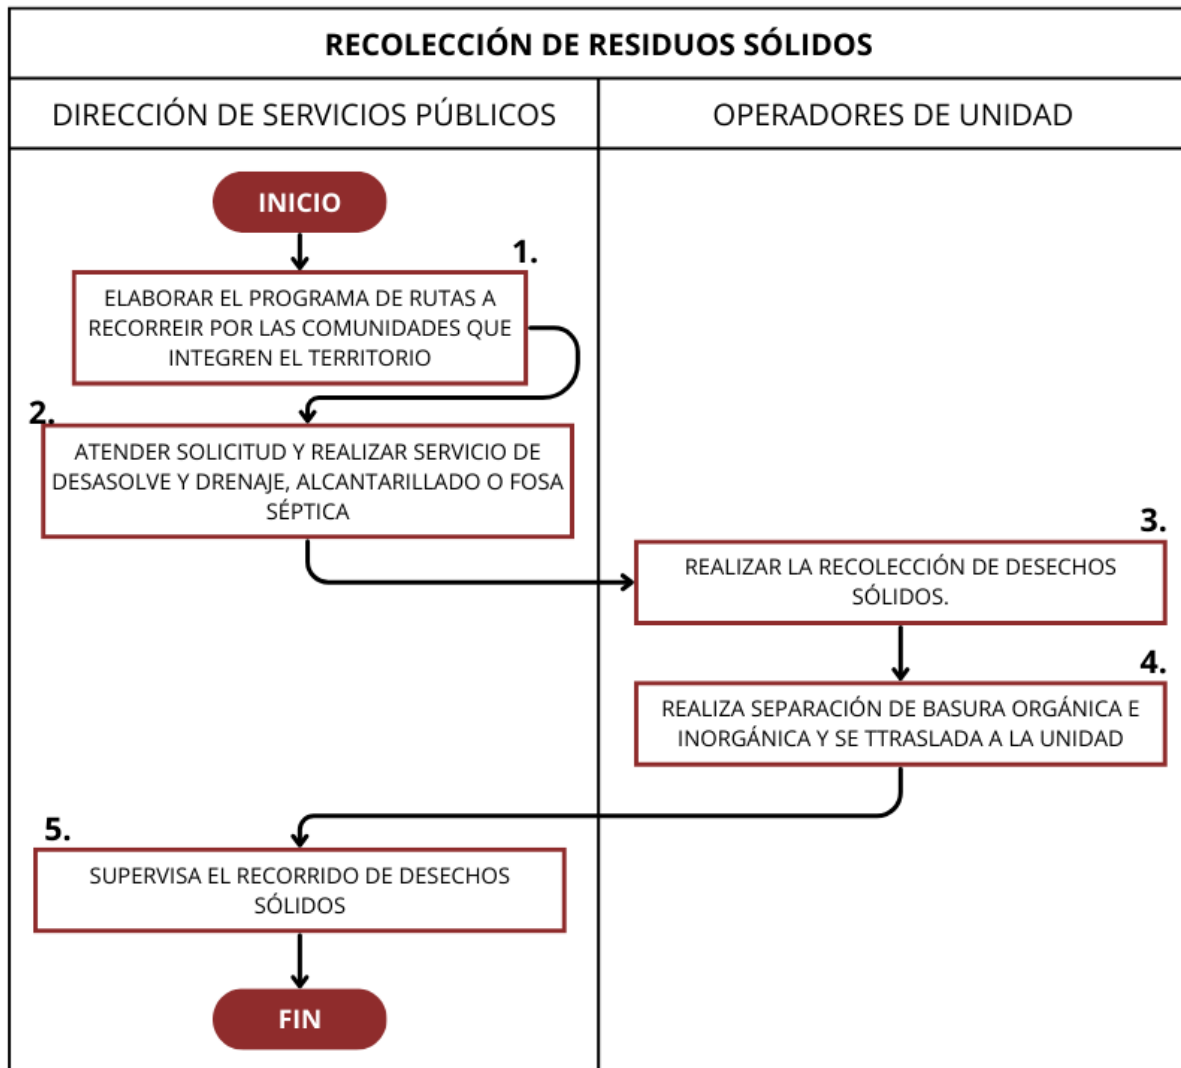 RECOLECCIÓN DE RESIDUOS SÓLIDOS
DIRECCIÓN DE SERVICIOS PÚBLICOS
OPERADORES DE UNIDAD
INICIO
1.
ELABORAR EL PROGRAMA DE RUTAS A
RECORREIR POR LAS COMUNIDADES QUE
INTEGREN EL TERRITORIO
2.
ATENDER SOLICITUD Y REALIZAR SERVICIO DE
DESASOLVE Y DRENAJE, ALCANTARILLADO O FOSA
SÉPTICA
3.
REALIZAR LA RECOLECCIÓN DE DESECHOS
SÓLIDOS.
4.
REALIZA SEPARACIÓN DE BASURA ORGÁNICA E
INORGÁNICA Y SE TTRASLADA A LA UNIDAD
5.
SUPERVISA EL RECORRIDO DE DESECHOS
SÓLIDOS
FIN